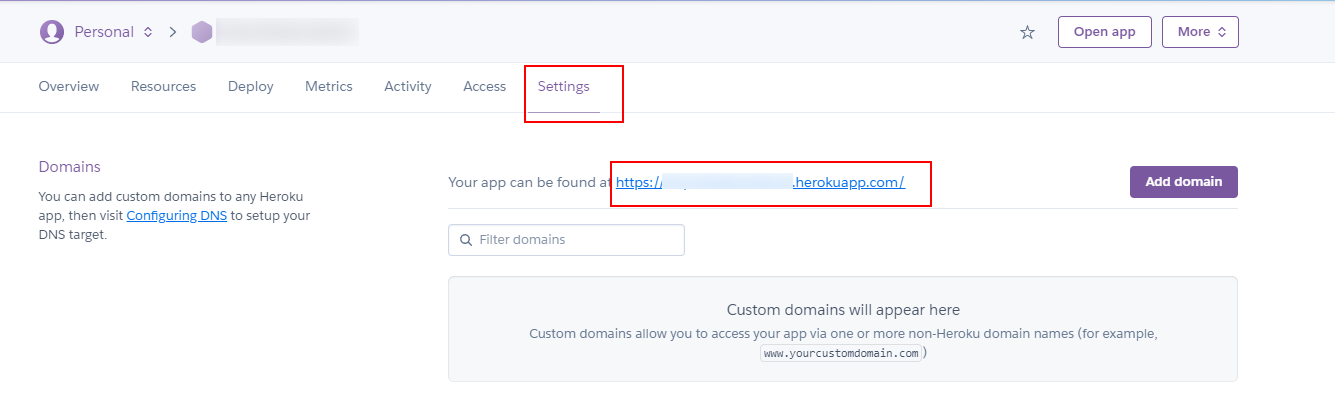 Personal
Open app
More
Overview
Resources
Deploy
Metrics
Activity
Access
Settings
Domains
You can add custom domains to any Heroku
app, then visit Configuring DNS to setup your
DNS target.
Your app can be found at https:// .herokuapp.com/
Add domain
Filter domains
Custom domains will appear here
Custom domains allow you to access your app via one or more non-Heroku domain names (for example,
www.yourcustomdomain.com)